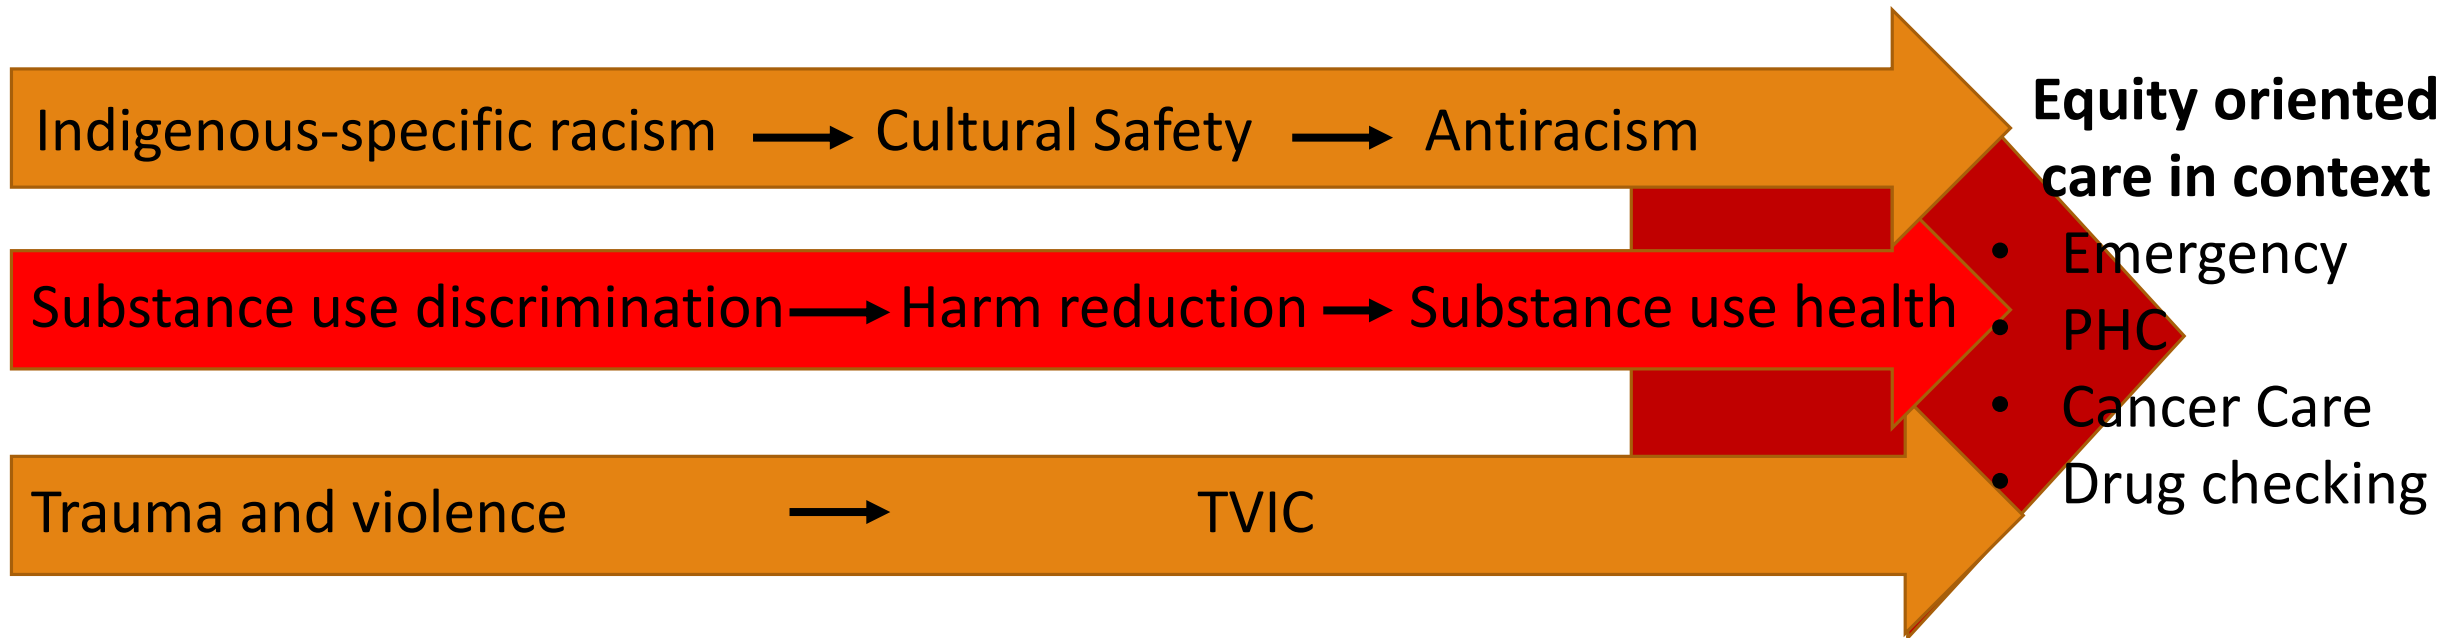 Indigenous-specific racism Cultural Safety Antiracism
Substance use discrimination Harm reduction Substance use health
Trauma and violence TVIC
Equity oriented
care in context
• Emergency
• PHC
• Cancer Care
• Drug checking